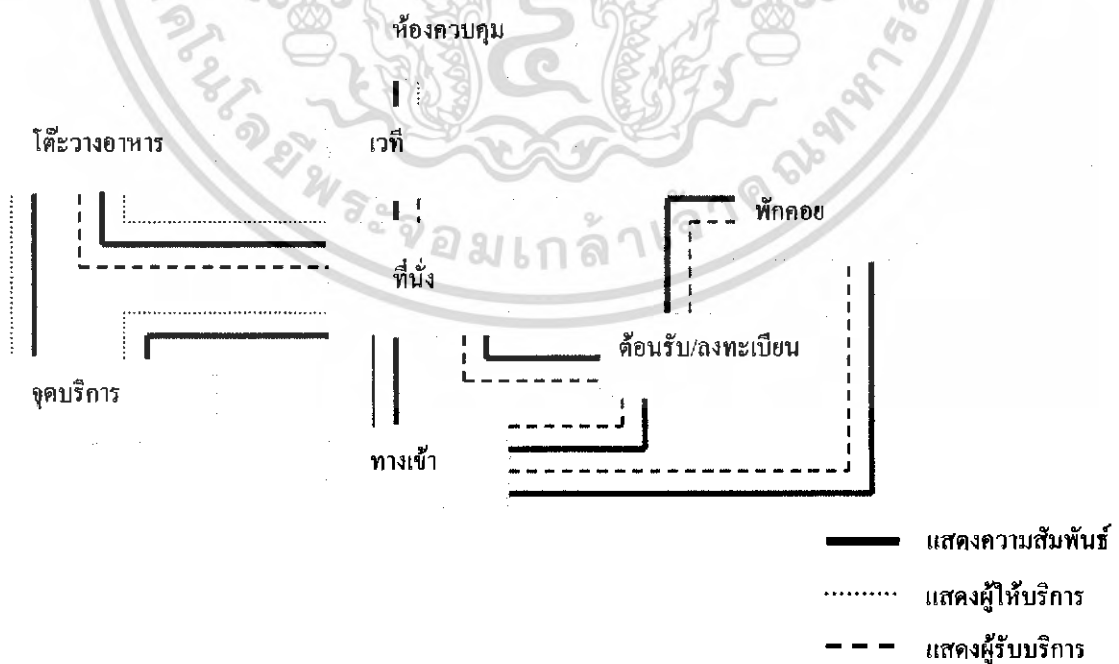 ห้องควบคุม
โต๊ะวางอาหาร
เวที
พักคอย
ที่นั่ง
ต้อนรับ/ลงทะเบียน
จุดบริการ
ทางเข้า
แสดงความสัมพันธ์
แสดงผู้ให้บริการ
แสดงผู้รับบริการ